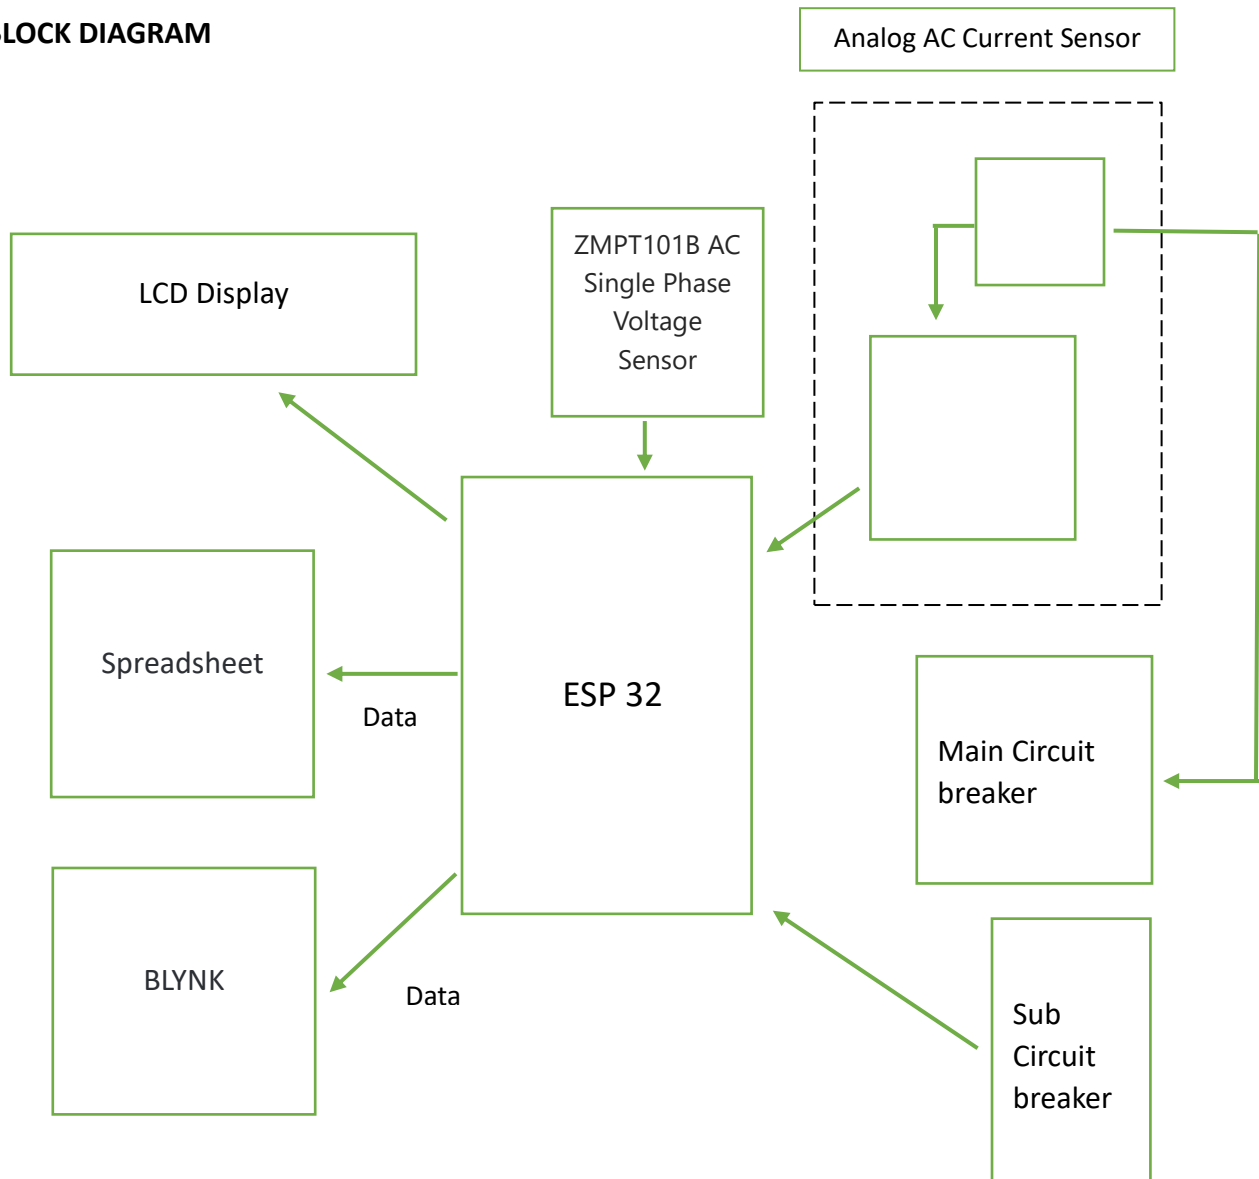 BLOCK DIAGRAM
Analog AC Current Sensor
ZMPT101B AC
Single Phase
Voltage
Sensor
LCD Display
Spreadsheet
Data
ESP 32
Main Circuit
breaker
BLYNK
Data
Sub
Circuit
breaker